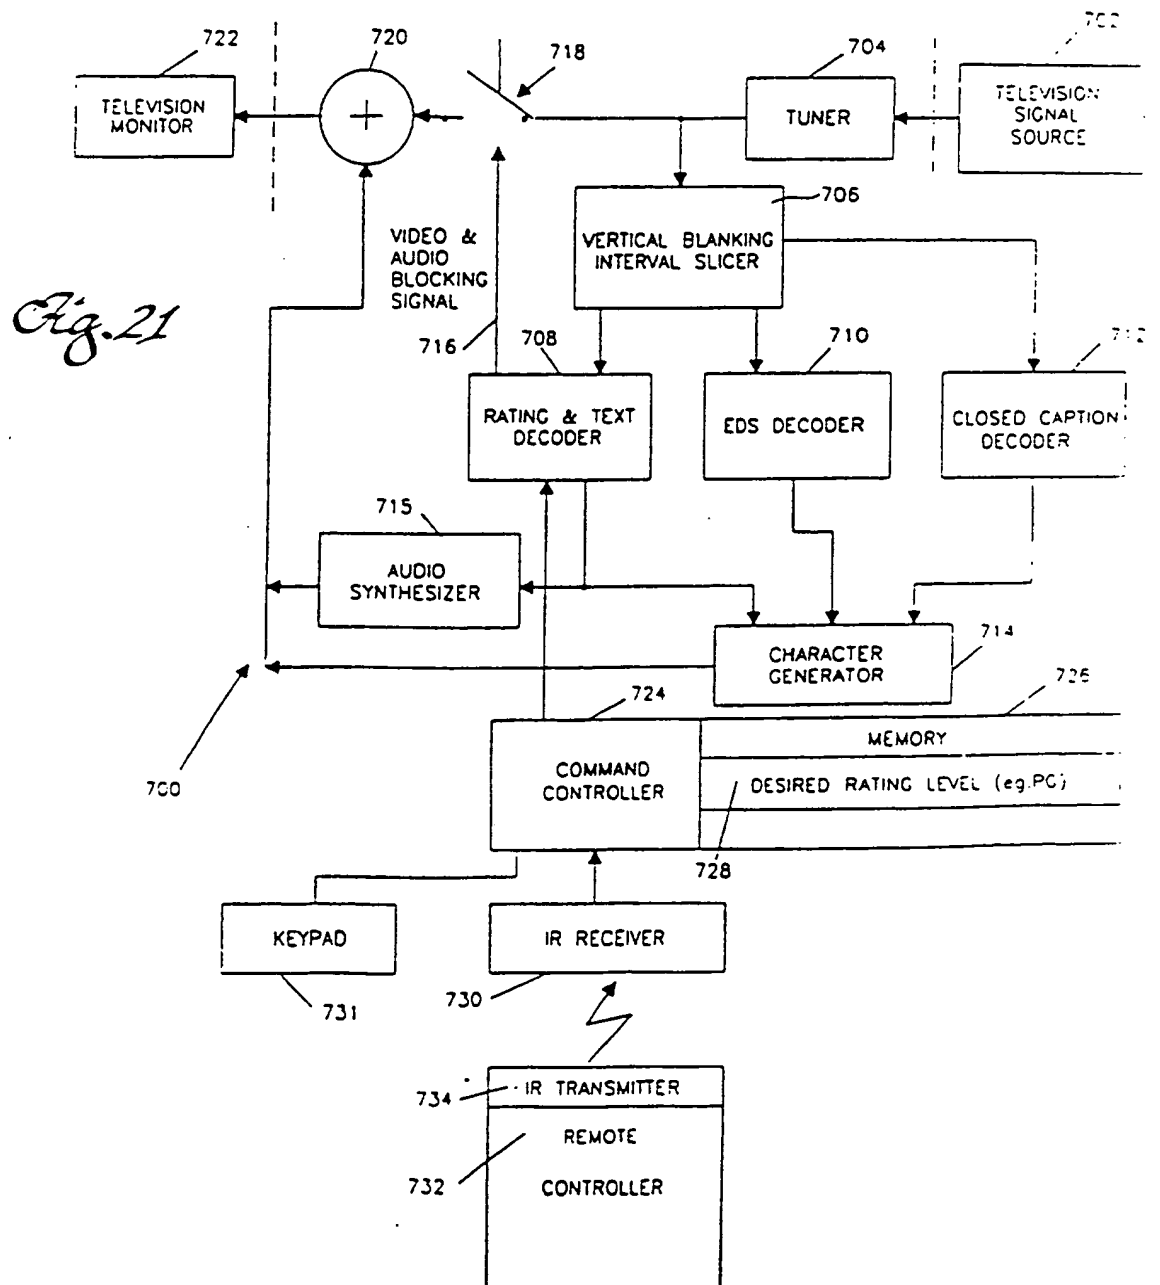 722
720
718
704
702
TELEVISION
MONITOR
+
TUNER
TELEVISION
SIGNAL
SOURCE
706
VIDEO &
AUDIO
BLOCKING
SIGNAL
VERTICAL BLANKING
INTERVAL SLICER
Fig. 21
716
708
710
712
RATING & TEXT
DECODER
EDS DECODER
CLOSED CAPTION
DECODER
715
AUDIO
SYNTHESIZER
714
CHARACTER
GENERATOR
724
726
700
COMMAND
CONTROLLER
MEMORY
DESIRED RATING LEVEL (eg.PG)
728
KEYPAD
IR RECEIVER
731
730
734
IR TRANSMITTER
REMOTE
732
CONTROLLER